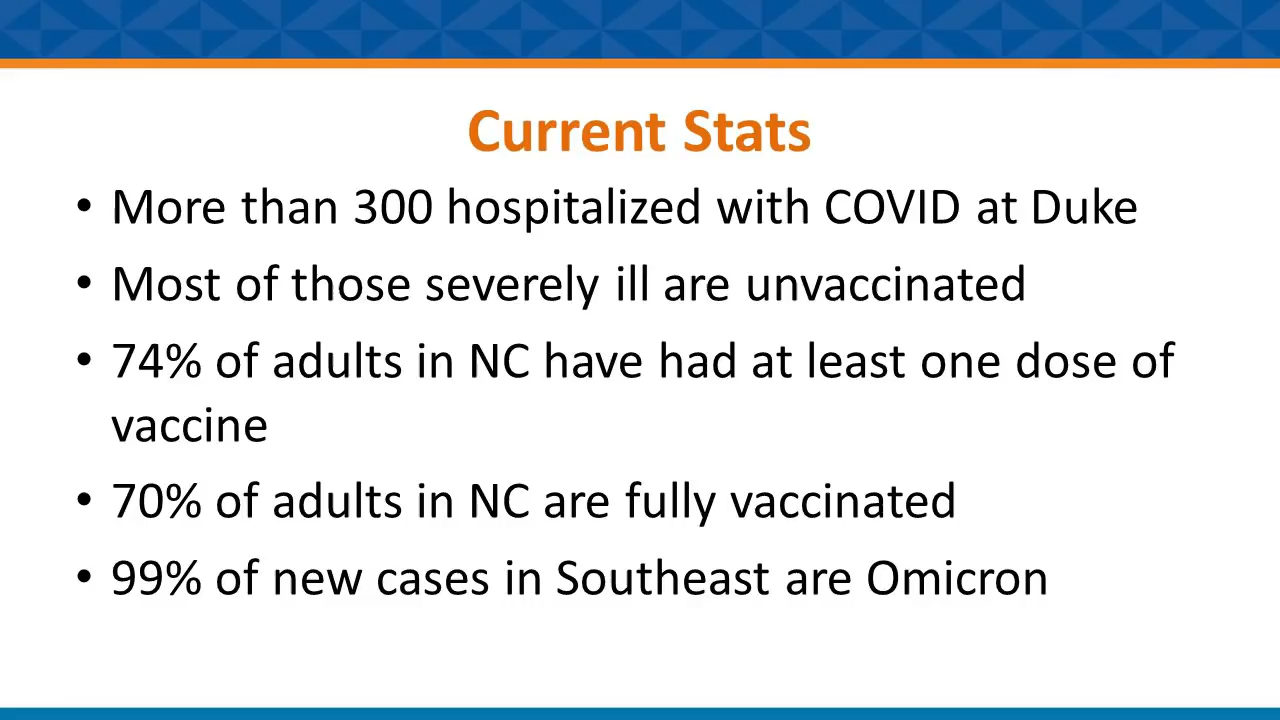 Current Stats
• More than 300 hospitalized with COVID at Duke
• Most of those severely ill are unvaccinated
• 74% of adults in NC have had at least one dose of
vaccine
• 70% of adults in NC are fully vaccinated
• 99% of new cases in Southeast are Omicron